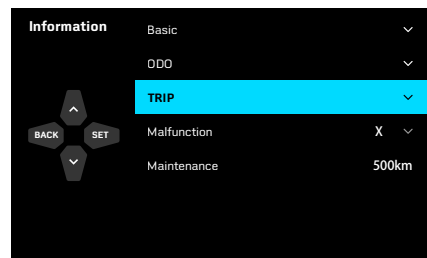 Information
Basic
ODO
TRIP
BACK SET
Malfunction X
Maintenance 500km